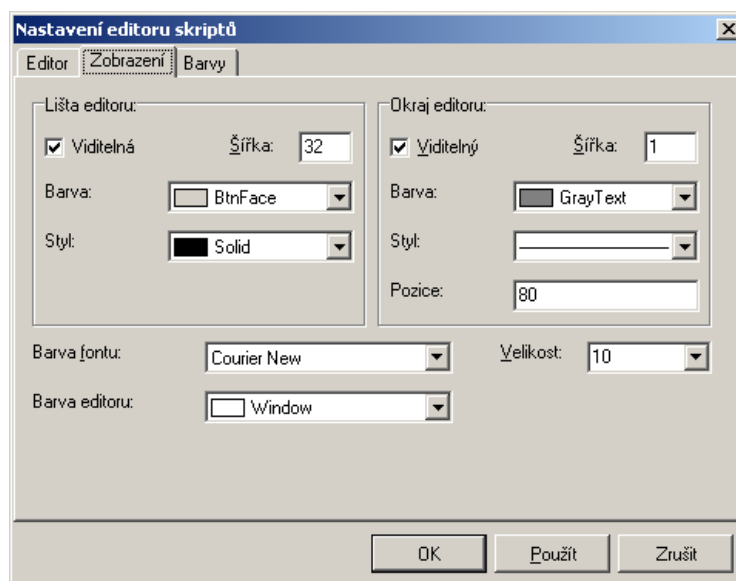 Nastavení editoru skriptů
Editor Zobrazení Barvy
Lišta editoru:
Viditelná Šířka: 32
Barva: BtnFace
Styl: Solid
Okraj editoru:
Viditelný Šířka: 1
Barva: GrayText
Styl:
Pozice: 80
Barva fontu: Courier New Velikost: 10
Barva editoru: Window
OK Použít Zrušit